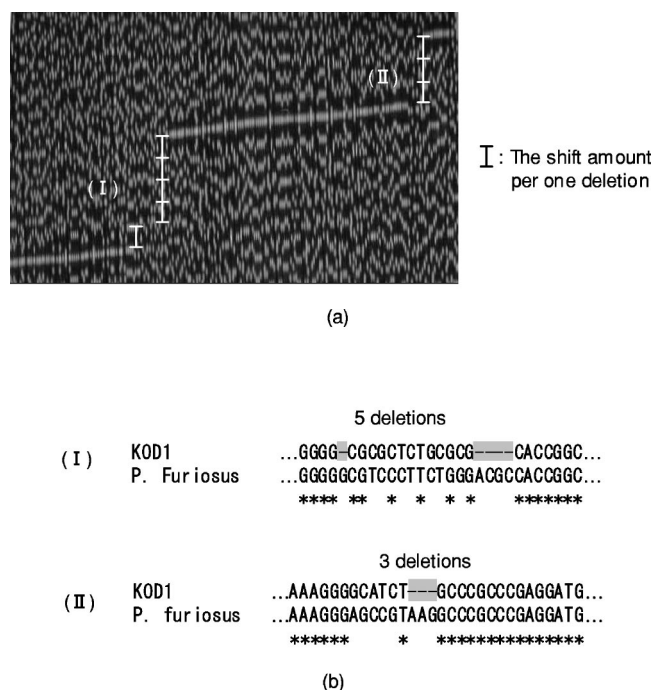 (Ⅱ)
(Ⅰ)
: The shift amount
per one deletion
(a)
5 deletions
(Ⅰ) KOD1 ...GGGG-CGCGCTCTGCGCG----CACCGGC...
P. Furiosus ...GGGGGCGTCCCTTCTGGGACGCCACCGGC...
**** ** * * * * *******
3 deletions
(Ⅱ) KOD1 ...AAAGGGGCATCT---GCCCGCCCGAGGATG...
P. furiosus ...AAAGGGAGCCGTAAGGCCCGCCCGAGGATG...
****** * ***************
(b)